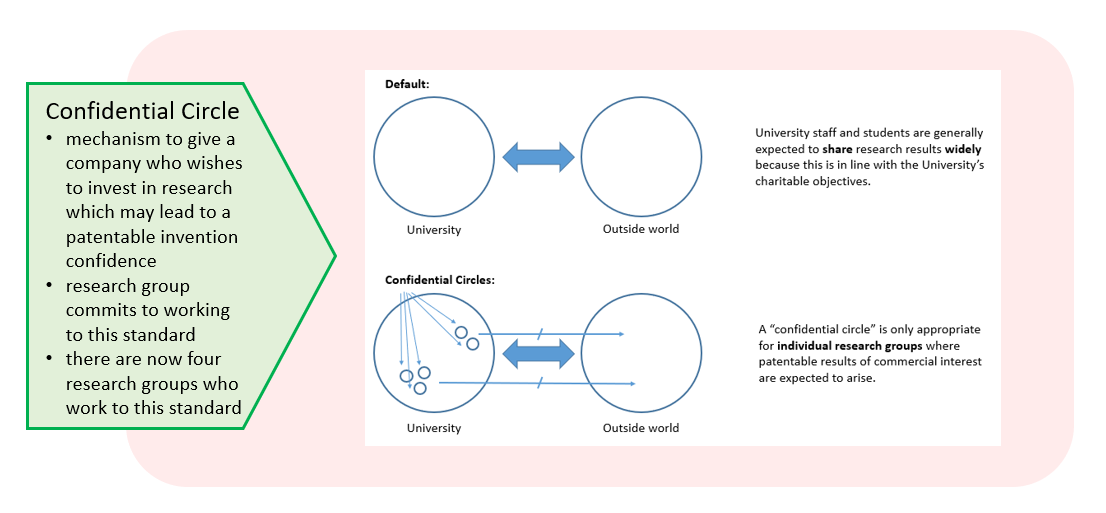 Confidential Circle
• mechanism to give a
company who wishes
to invest in research
which may lead to a
patentable invention
confidence
• research group
commits to working
to this standard
• there are now four
research groups who
work to this standard
Default:
University
Outside world
University staff and students are generally
expected to share research results widely
because this is in line with the University's
charitable objectives.
Confidential Circles:
University
Outside world
A “confidential circle” is only appropriate
for individual research groups where
patentable results of commercial interest
are expected to arise.